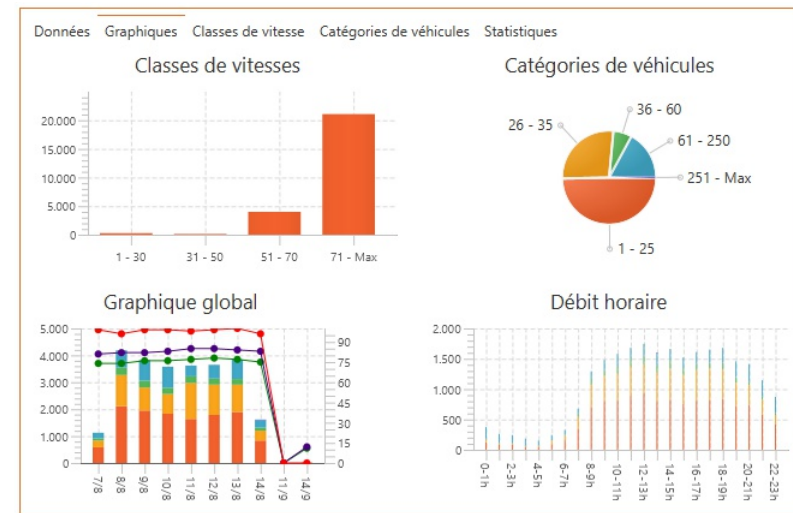 Données Graphiques Classes de vitesse Catégories de véhicules Statistiques
Classes de vitesses
20.000
15.000
10.000
5.000
0
1 - 30 31 - 50 51 - 70 71 - Max
Catégories de véhicules
36 - 60
26 - 35
61 - 250
251 - Max
1 - 25
Graphique global
5.000
4.000
3.000
2.000
1.000
0
90
75
60
45
30
15
0
7/8 8/8 9/8 10/8 11/8 12/8 13/8 14/8 11/9 14/9
Débit horaire
2.000
1.500
1.000
500
0
0-1h 2-3h 4-5h 6-7h 8-9h 10-11h 12-13h 14-15h 16-17h 18-19h 20-21h 22-23h